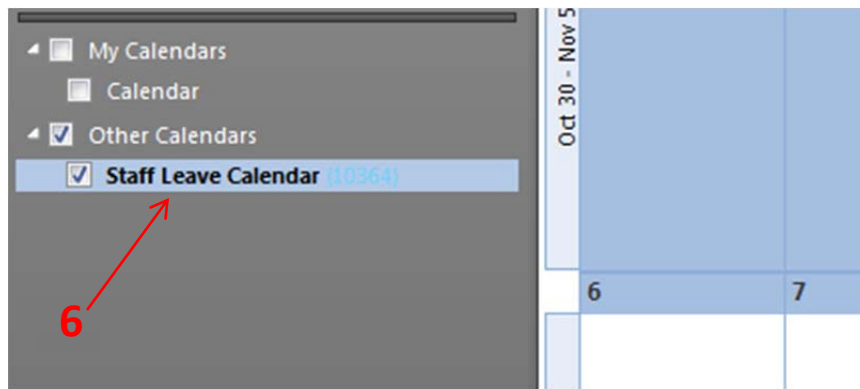 My Calendars
Calendar
Other Calendars
Staff Leave Calendar (10364)
6
Oct 30 - Nov 5
6
7